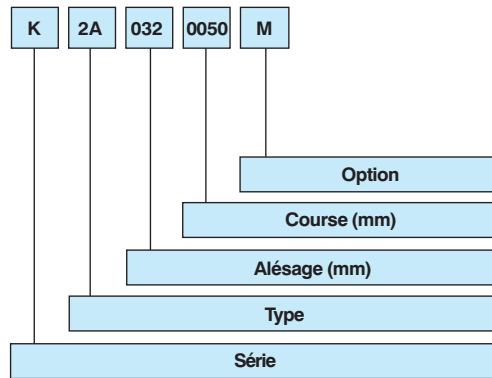 K 2A 032 0050 M
Option
Course (mm)
Alésage (mm)
Type
Série